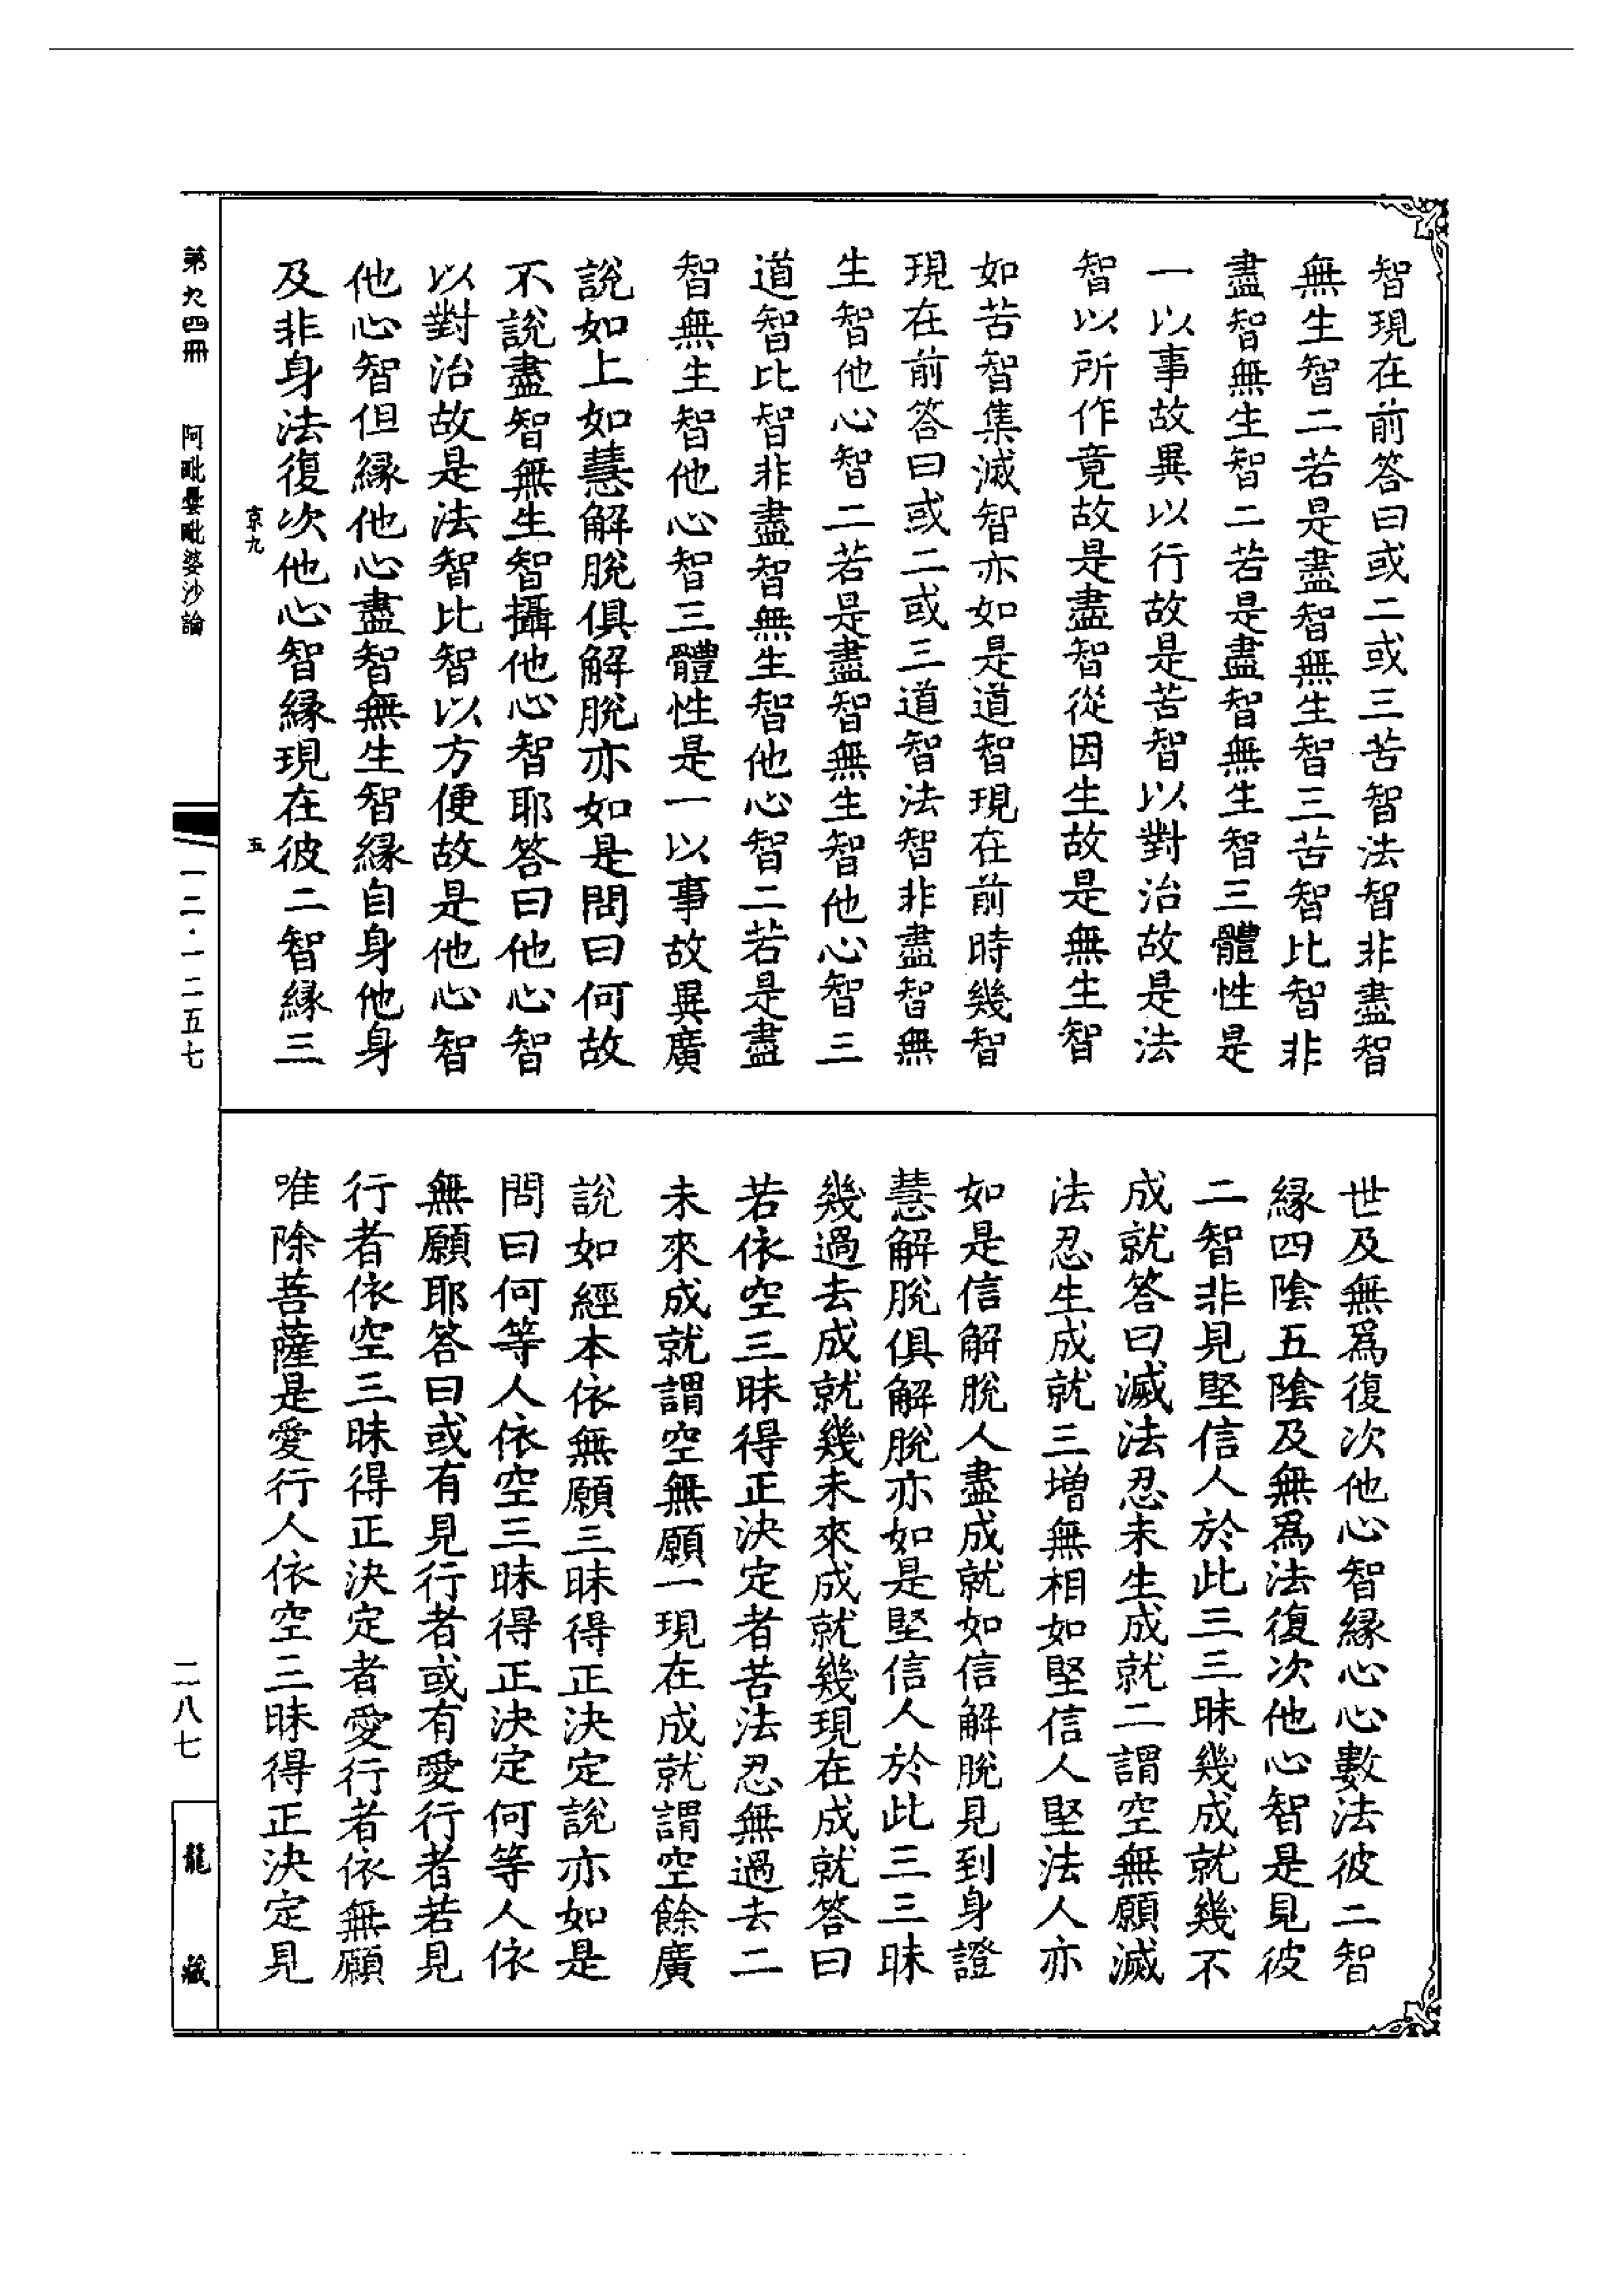 智現在前答曰或二或三苦智法智非盡智
無生智二若是盡智無生智三苦智比智非
盡智無生智二若是盡智無生智三體性是
一以事故異以行故是苦智以對治故是法
智以所作竟故是盡智從因生故是無生智
如苦智集滅智亦如是道智現在前時幾智
現在前答曰或二或三道智法智非盡智無
生智他心智二若是盡智無生智他心智三
道智比智非盡智無生智他心智二若是盡
智無生智他心智三體性是一以事故異廣
說如上如慧解脫俱解脫亦如是問曰何故
不說盡智無生智攝他心智耶答曰他心智
以對治故是法智比智以方便故是他心智
他心智但緣他心盡智無生智緣自身他身
及非身法復次他心智緣現在彼二智緣三
京九
五
世及無爲復次他心智緣心心數法彼二智
緣四陰五陰及無爲法復次他心智是見彼
二智非見堅信人於此三三昧幾成就幾不
成就答曰滅法忍未生成就二謂空無願滅
法忍生成就三增無相如堅信人堅法人亦
如是信解脫人盡成就如信解脫見到身證
慧解脫俱解脫亦如是堅信人於此三三昧
幾過去成就幾未來成就幾現在成就答曰
若依空三昧得正決定者苦法忍無過去二
未來成就謂空無願一現在成就謂空餘廣
說如經本依無願三昧得正決定說亦如是
問曰何等人依空三昧得正決定何等人依
無願耶答曰或有見行者或有愛行者若見
行者依空三昧得正決定者愛行者依無願
唯除菩薩是愛行人依空三昧得正決定見
第九四冊
阿毗曇毗婆沙論
一二·一二五七
二八七
龍藏